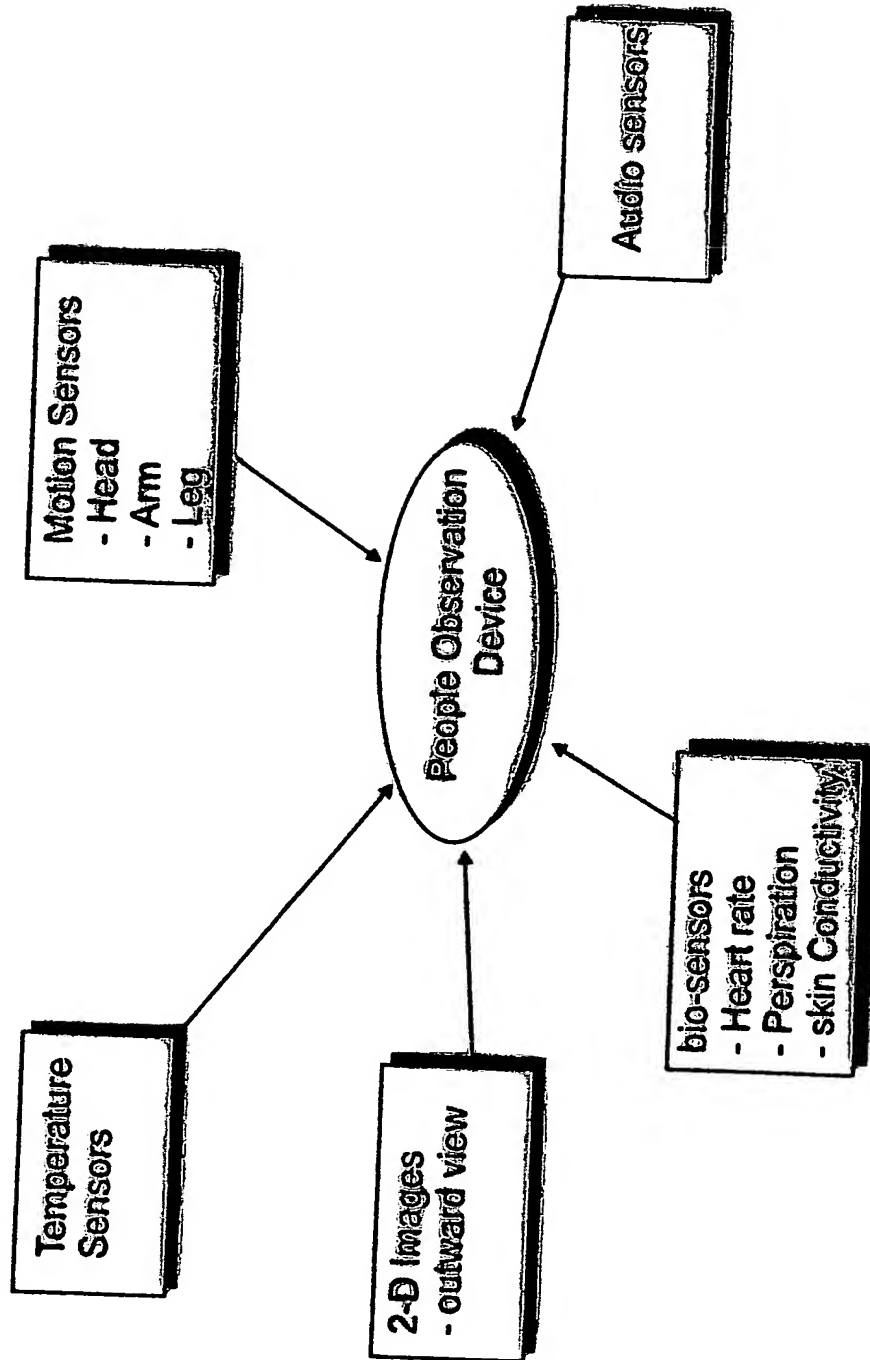 Temperature
Sensors
Motion Sensors
- Head
- Arm
- Leg
2-D Images
- outward view
People Observation
Device
bio-sensors
- Heart rate
- Perspiration
- skin Conductivity
Audio sensors